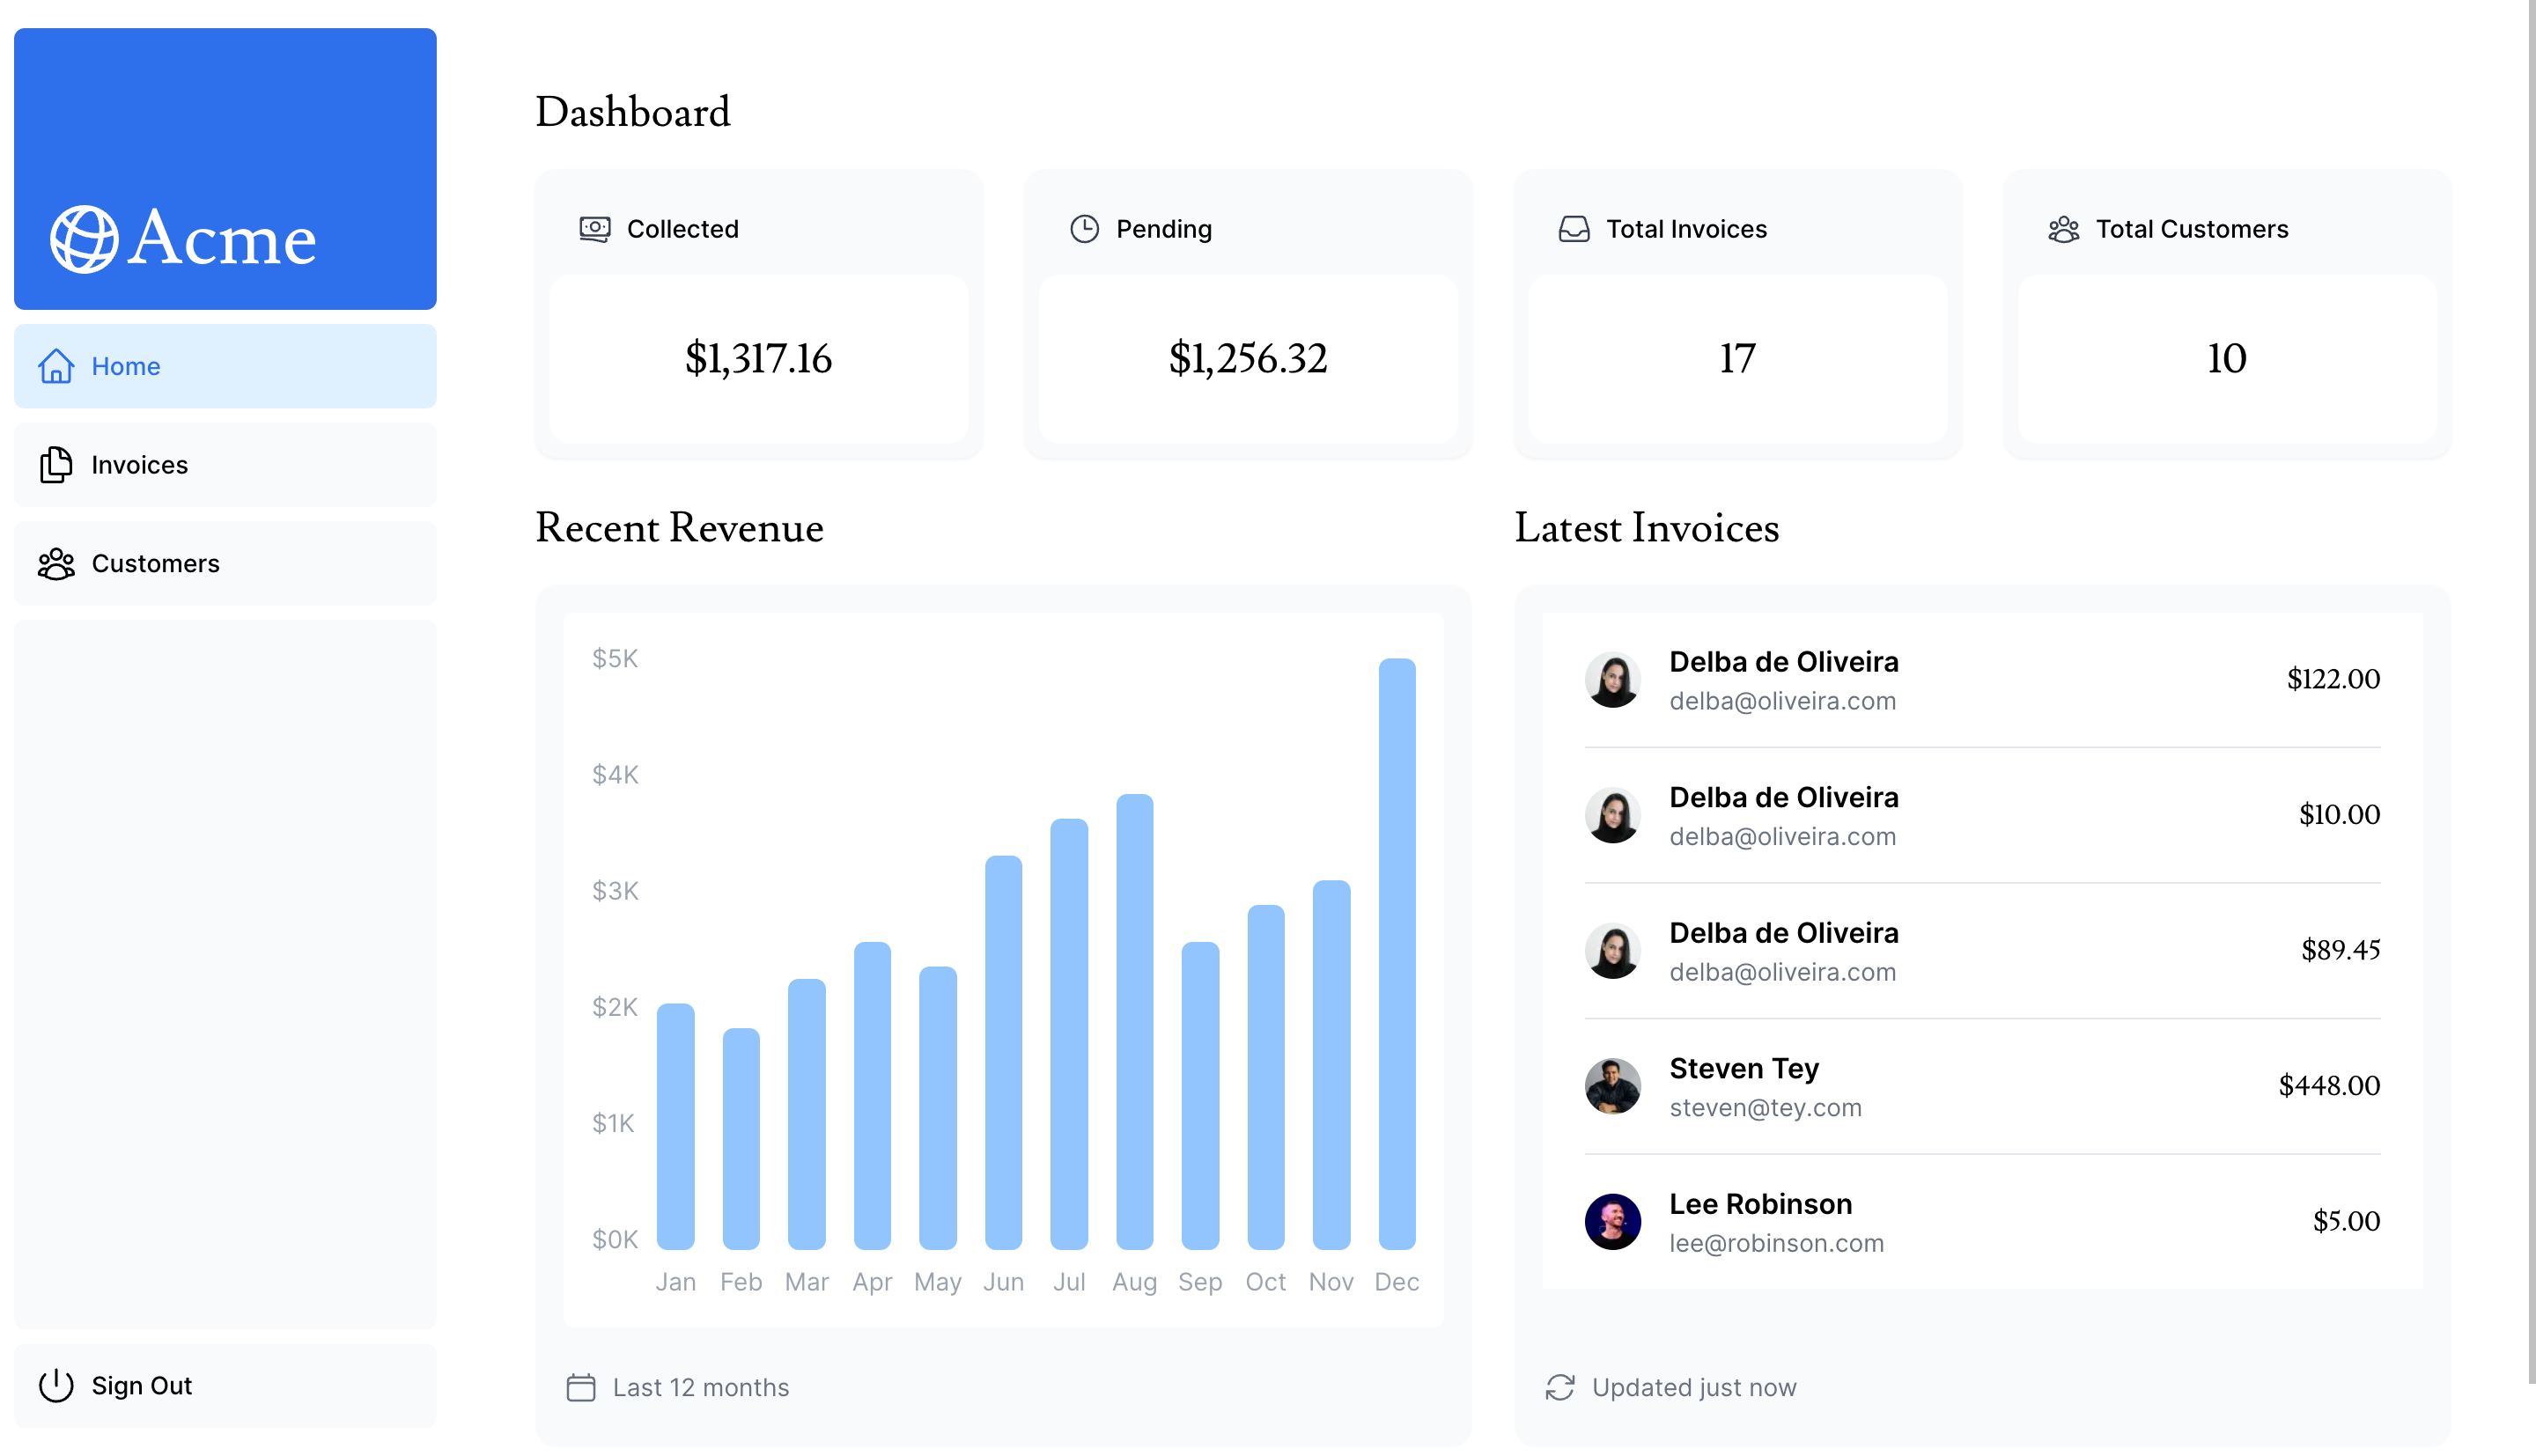 Acme
Home
Invoices
Customers
Sign Out
Dashboard
Collected
$1,317.16
Pending
$1,256.32
Total Invoices
17
Total Customers
10
Recent Revenue
$5K
$4K
$3K
$2K
$1K
$0K
Jan Feb Mar Apr May Jun Jul Aug Sep Oct Nov Dec
Last 12 months
Latest Invoices
Delba de Oliveira
delba@oliveira.com
$122.00
Delba de Oliveira
delba@oliveira.com
$10.00
Delba de Oliveira
delba@oliveira.com
$89.45
Steven Tey
steven@tey.com
$448.00
Lee Robinson
lee@robinson.com
$5.00
Updated just now